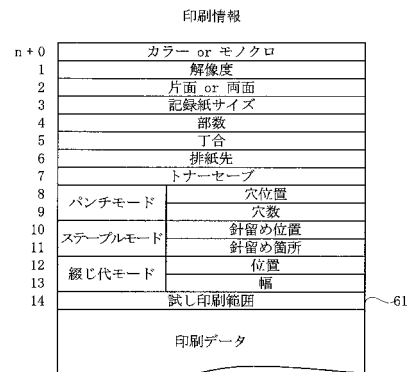 印刷情報
n + 0 カラー or モノクロ
1 解像度
2 片面 or 両面
3 記録紙サイズ
4 部数
5 丁合
6 排紙先
7 トナーセーブ
8 パンチモード 穴位置
9 穴数
10 ステープルモード 針留め位置
11 針留め箇所
12 綴じ代モード 位置
13 幅
14 試し印刷範囲 61
印刷データ